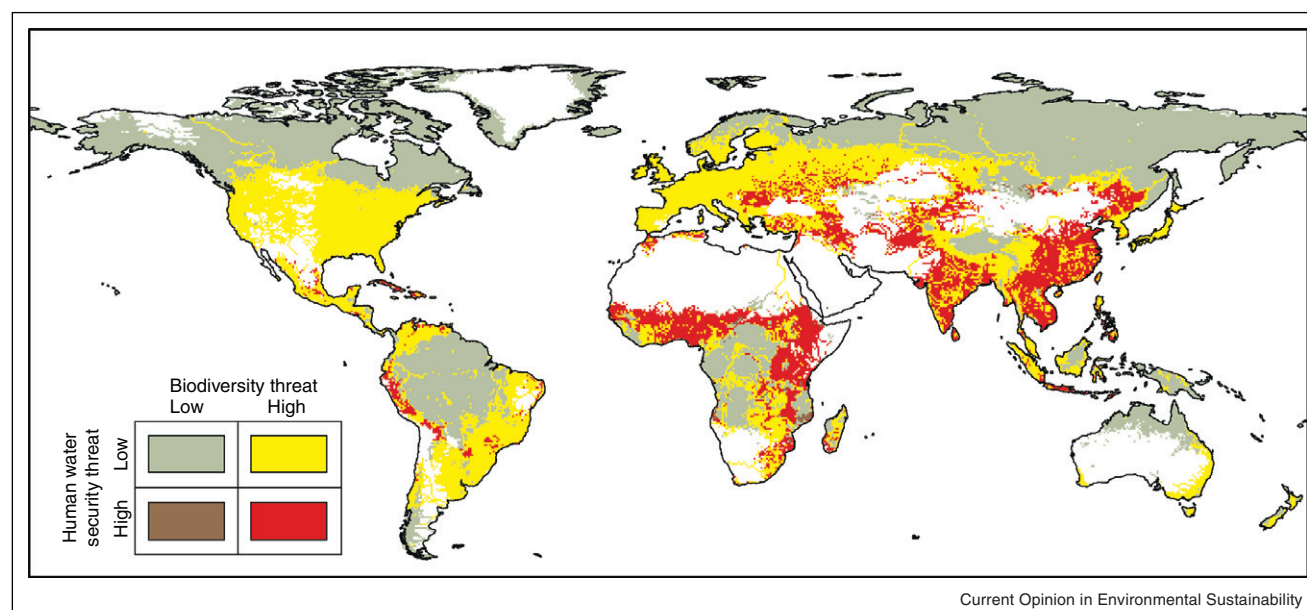 Biodiversity threat
Low High
Human water
security threat
Low
High
Current Opinion in Environmental Sustainability